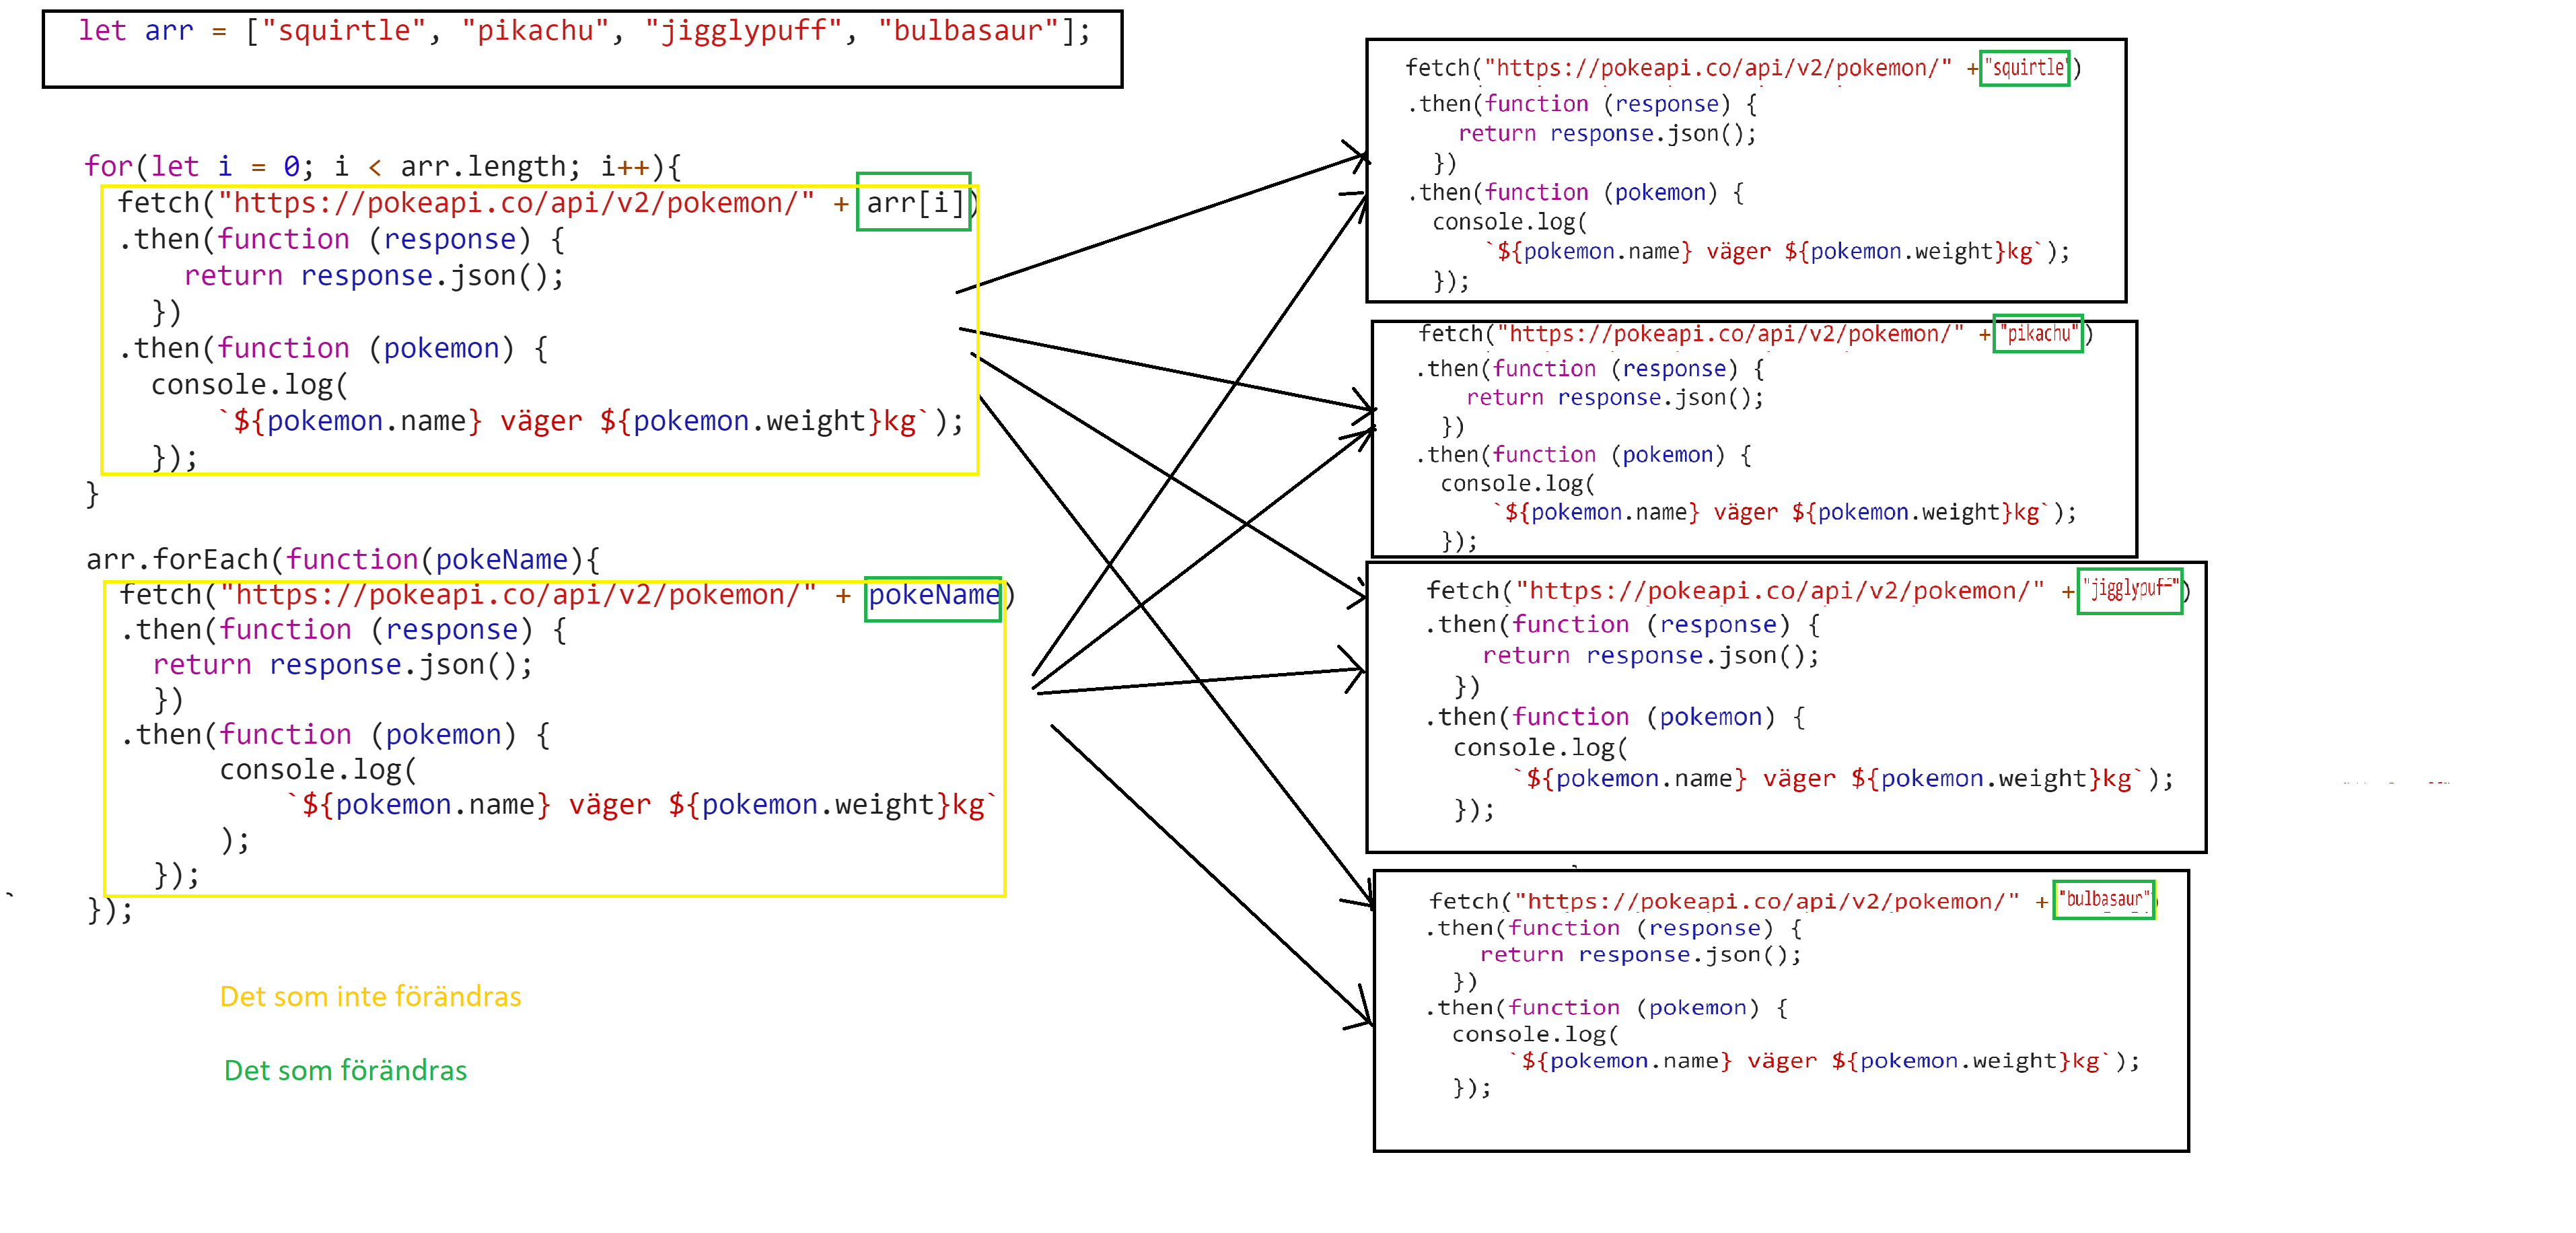 let arr = ["squirtle", "pikachu", "jigglypuff", "bulbasaur"];
for(let i = 0; i < arr.length; i++){
fetch("https://pokeapi.co/api/v2/pokemon/" + arr[i])
.then(function (response) {
return response.json();
})
.then(function (pokemon) {
console.log(
`${pokemon.name} väger ${pokemon.weight}kg`);
});
}
arr.forEach(function(pokeName){
fetch("https://pokeapi.co/api/v2/pokemon/" + pokeName)
.then(function (response) {
return response.json();
})
.then(function (pokemon) {
console.log(
`${pokemon.name} väger ${pokemon.weight}kg`
);
});
});
Det som inte förändras
Det som förändras
fetch("https://pokeapi.co/api/v2/pokemon/" + "squirtle")
.then(function (response) {
return response.json();
})
.then(function (pokemon) {
console.log(
`${pokemon.name} väger ${pokemon.weight}kg`);
});
fetch("https://pokeapi.co/api/v2/pokemon/" + "pikachu")
.then(function (response) {
return response.json();
})
.then(function (pokemon) {
console.log(
`${pokemon.name} väger ${pokemon.weight}kg`);
});
fetch("https://pokeapi.co/api/v2/pokemon/" + "jigglypuff")
.then(function (response) {
return response.json();
})
.then(function (pokemon) {
console.log(
`${pokemon.name} väger ${pokemon.weight}kg`);
});
fetch("https://pokeapi.co/api/v2/pokemon/" + "bulbasaur")
.then(function (response) {
return response.json();
})
.then(function (pokemon) {
console.log(
`${pokemon.name} väger ${pokemon.weight}kg`);
});